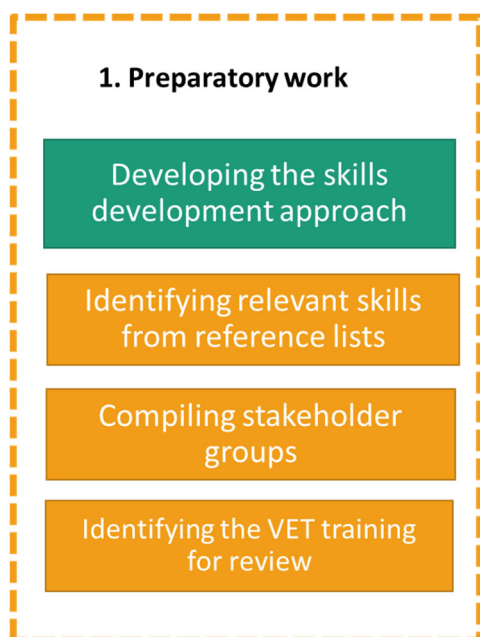 1. Preparatory work
Developing the skills
development approach
Identifying relevant skills
from reference lists
Compiling stakeholder
groups
Identifying the VET training
for review